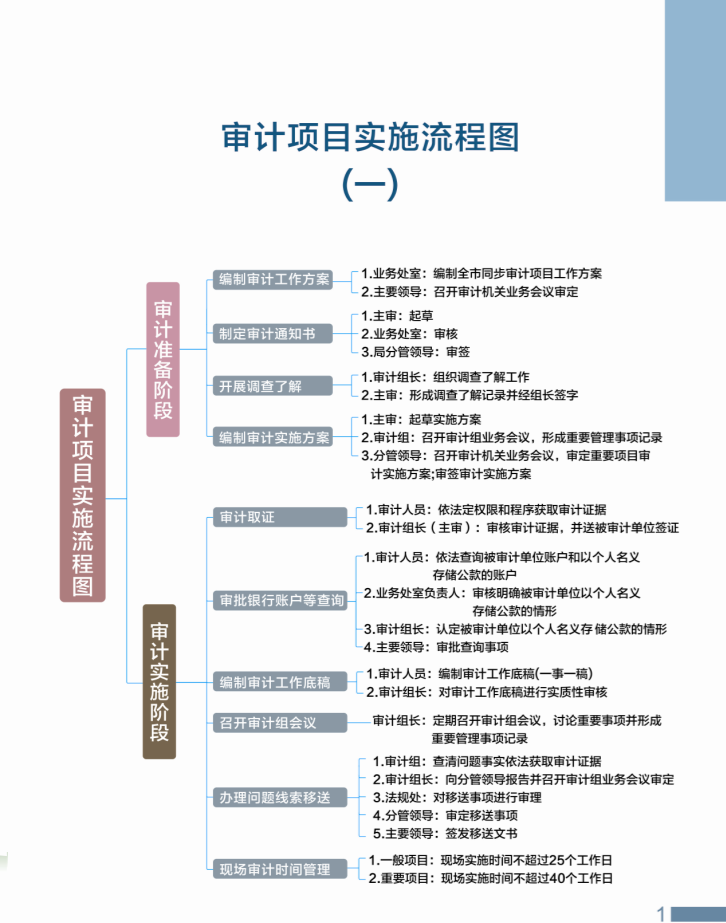 审计项目实施流程图
(一)
审计项目实施流程图
审计准备阶段
编制审计工作方案
1.业务处室：编制全市同步审计项目工作方案
2.主要领导：召开审计机关业务会议审定
制定审计通知书
1.主审：起草
2.业务处室：审核
3.局分管领导：审签
开展调查了解
1.审计组长：组织调查了解工作
2.主审：形成调查了解记录并经组长签字
编制审计实施方案
1.主审：起草实施方案
2.审计组：召开审计组业务会议，形成重要管理事项记录
3.分管领导：召开审计机关业务会议，审定重要项目审
计实施方案;审签审计实施方案
审计实施阶段
审计取证
1.审计人员：依法定权限和程序获取审计证据
2.审计组长（主审）：审核审计证据，并送被审计单位签证
审批银行账户等查询
1.审计人员：依法查询被审计单位账户和以个人名义
存储公款的账户
2.业务处室负责人：审核明确被审计单位以个人名义
存储公款的情形
3.审计组长：认定被审计单位以个人名义存储公款的情形
4.主要领导：审批查询事项
编制审计工作底稿
1.审计人员：编制审计工作底稿(一事一稿)
2.审计组长：对审计工作底稿进行实质性审核
召开审计组会议
审计组长：定期召开审计组会议，讨论重要事项并形成
重要管理事项记录
办理问题线索移送
1.审计组：查清问题事实依法获取审计证据
2.审计组长：向分管领导报告并召开审计组业务会议审定
3.法规处：对移送事项进行审理
4.分管领导：审定移送事项
5.主要领导：签发移送文书
现场审计时间管理
1.一般项目：现场实施时间不超过25个工作日
2.重要项目：现场实施时间不超过40个工作日
1